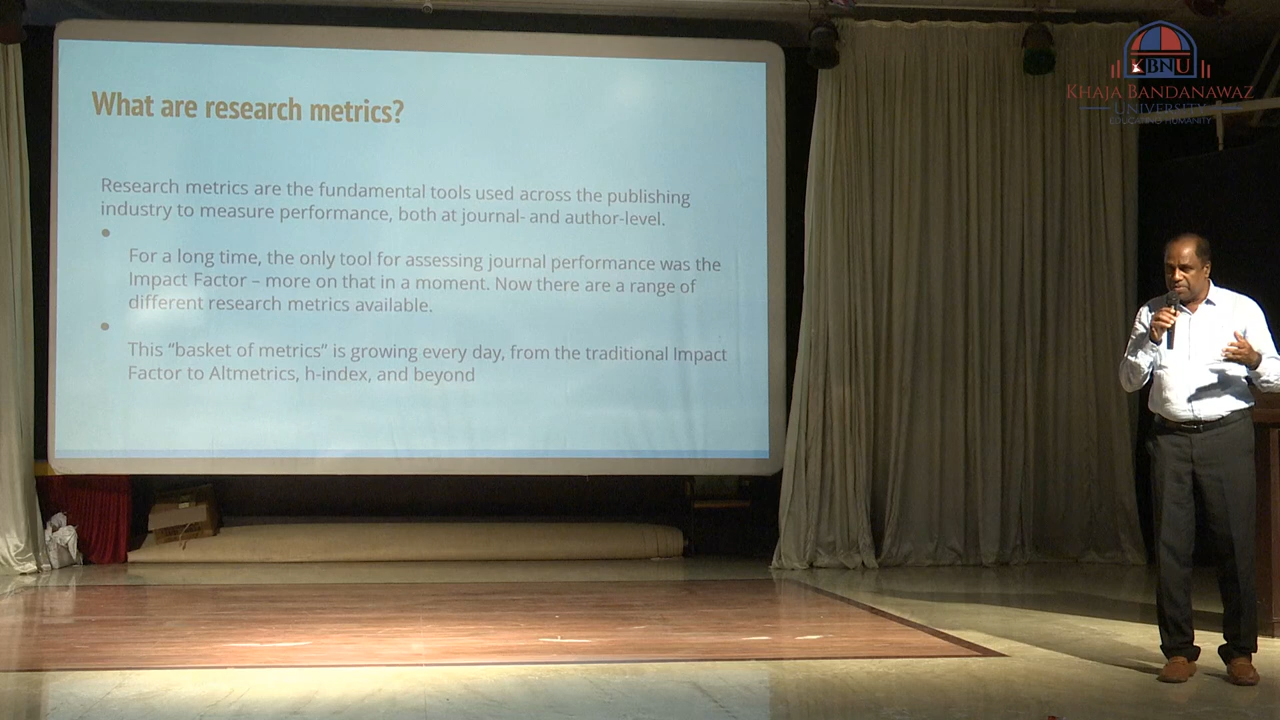 What are research metrics?
Research metrics are the fundamental tools used across the publishing
industry to measure performance, both at journal- and author-level.
For a long time, the only tool for assessing journal performance was the
Impact Factor – more on that in a moment. Now there are a range of
different research metrics available.
This “basket of metrics” is growing every day, from the traditional Impact
Factor to Altmetrics, h-index, and beyond
KBNU
KHAJA BANDANAWAZ
UNIVERSITY
EDUCATING HUMANITY